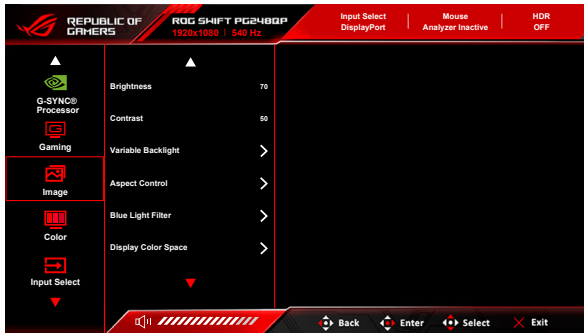 REPUBLIC OF
GAMERS
ROG SWIFT PG248QP
1920x1080 | 540 Hz
Input Select
DisplayPort
Mouse
Analyzer Inactive
HDR
OFF
G-SYNC®
Processor
Gaming
Image
Color
Input Select
Brightness 70
Contrast 50
Variable Backlight
Aspect Control
Blue Light Filter
Display Color Space
Back
Enter
Select
Exit